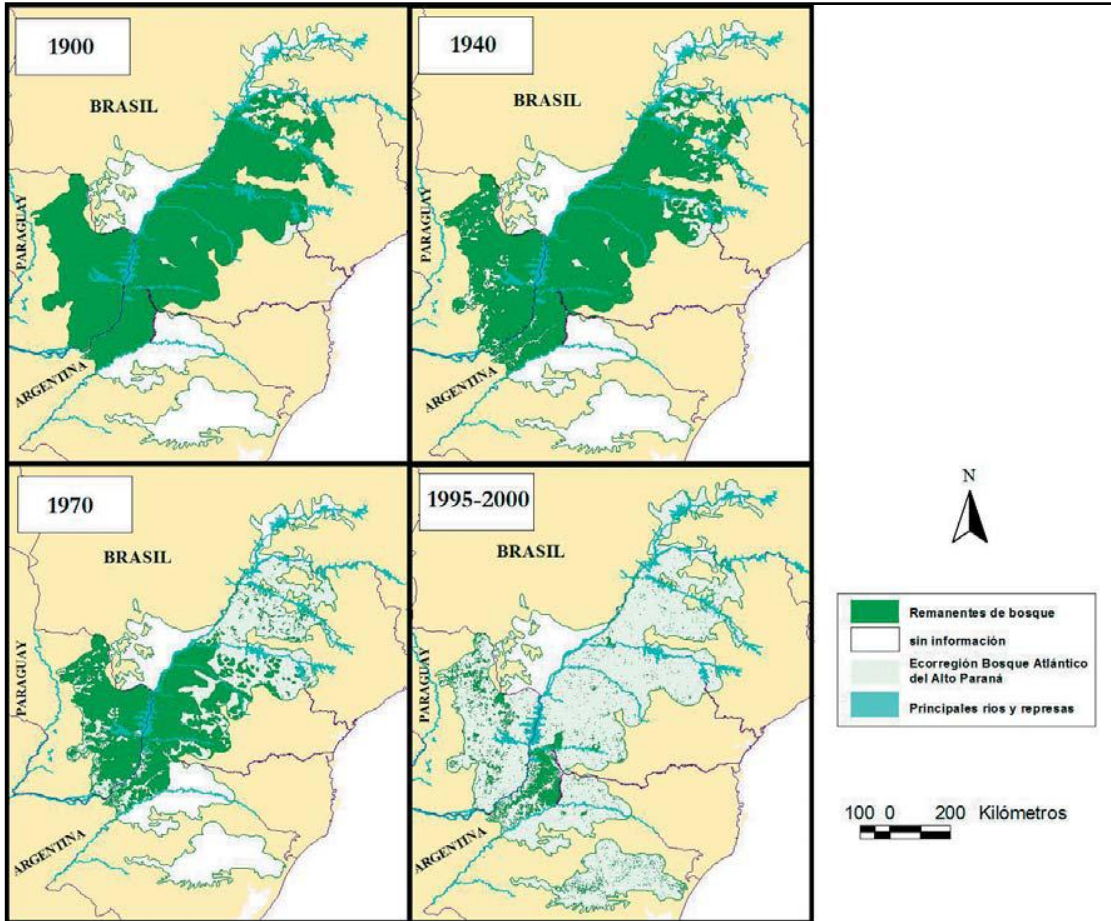 1900
BRASIL
PARAGUAY
ARGENTINA
1940
BRASIL
PARAGUAY
ARGENTINA
1970
BRASIL
PARAGUAY
ARGENTINA
1995-2000
BRASIL
PARAGUAY
ARGENTINA
N
Remanentes de bosque
sin información
Ecorregión Bosque Atlántico
del Alto Paraná
Principales ríos y represas
100 0 200 Kilómetros